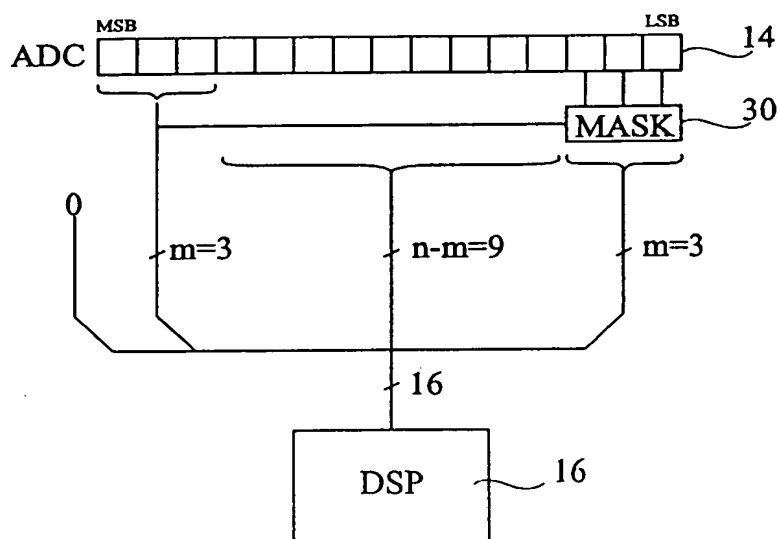 MSB
LSB
ADC
14
30
MASK
0
m=3
n-m=9
m=3
16
DSP
16